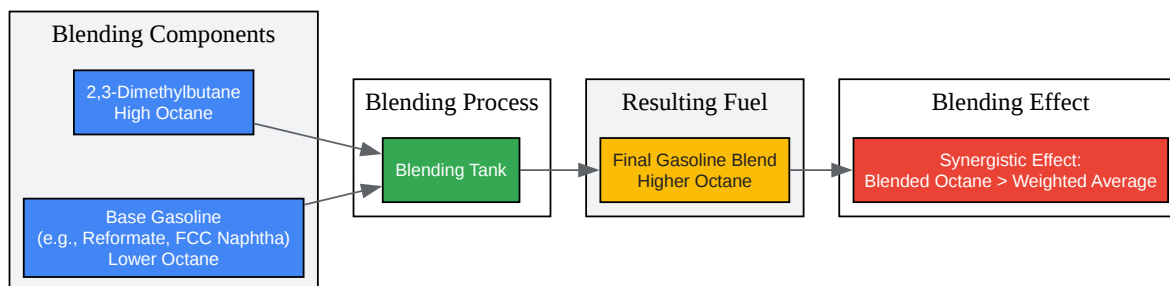 Blending Components
2,3-Dimethylbutane
High Octane
Base Gasoline
(e.g., Reformate, FCC Naphtha)
Lower Octane
Blending Process
Blending Tank
Resulting Fuel
Final Gasoline Blend
Higher Octane
Blending Effect
Synergistic Effect:
Blended Octane > Weighted Average